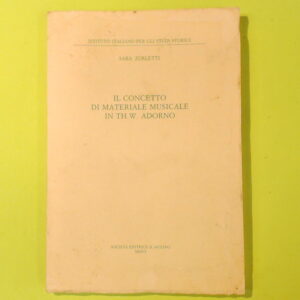 ISTITUTO ITALIANO PER GLI STUDI STORICI
SARA ZURLETTI
IL CONCETTO
DI MATERIALE MUSICALE
IN TH. W. ADORNO
SOCIETÀ EDITRICE IL MULINO